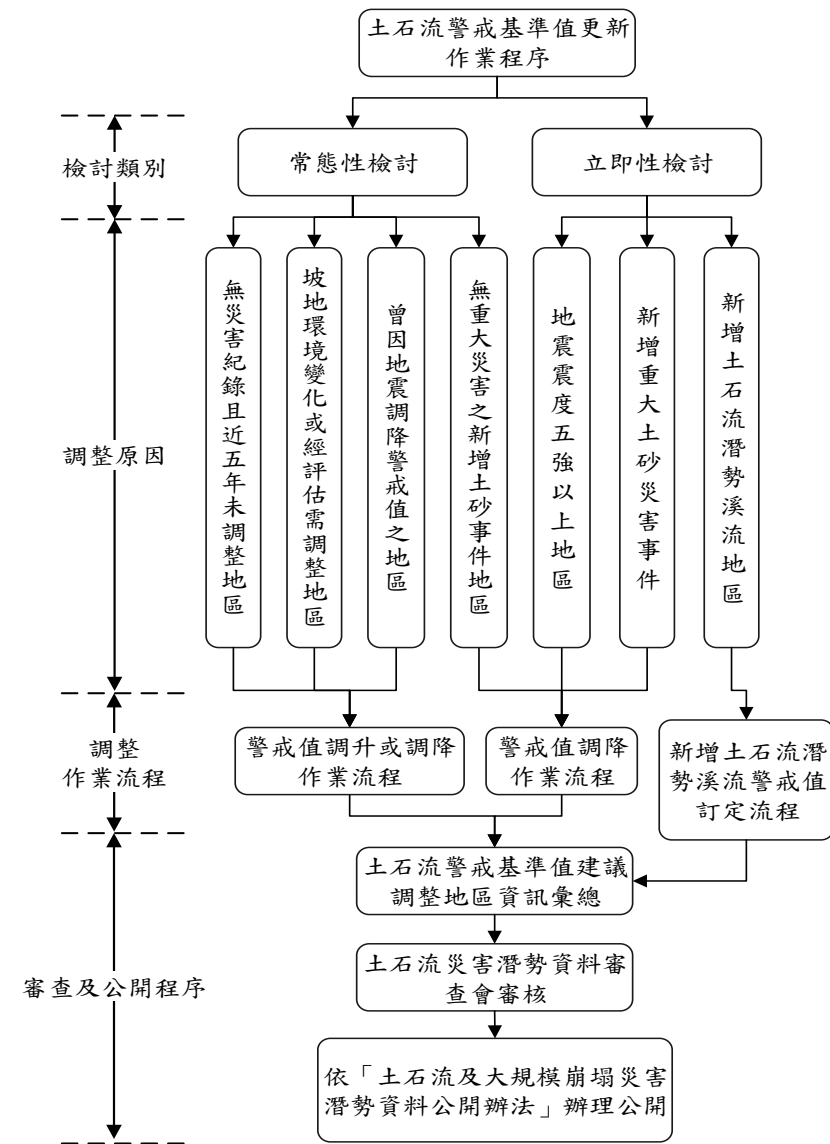 土石流警戒基準值更新
作業程序
檢討類別
常態性檢討
立即性檢討
調整原因
無災害紀錄且近五年未調整地區
坡地環境變化或經評估需調整地區
曾因地震調降警戒值之地區
無重大災害之新增土砂事件地區
地震震度五強以上地區
新增重大土砂災害事件
新增土石流潛勢溪流地區
調整
作業流程
警戒值調升或調降
作業流程
警戒值調降
作業流程
新增土石流潛
勢溪流警戒值
訂定流程
審查及公開程序
土石流警戒基準值建議
調整地區資訊彙總
土石流災害潛勢資料審
查會審核
依「土石流及大規模崩塌災害
潛勢資料公開辦法」辦理公開